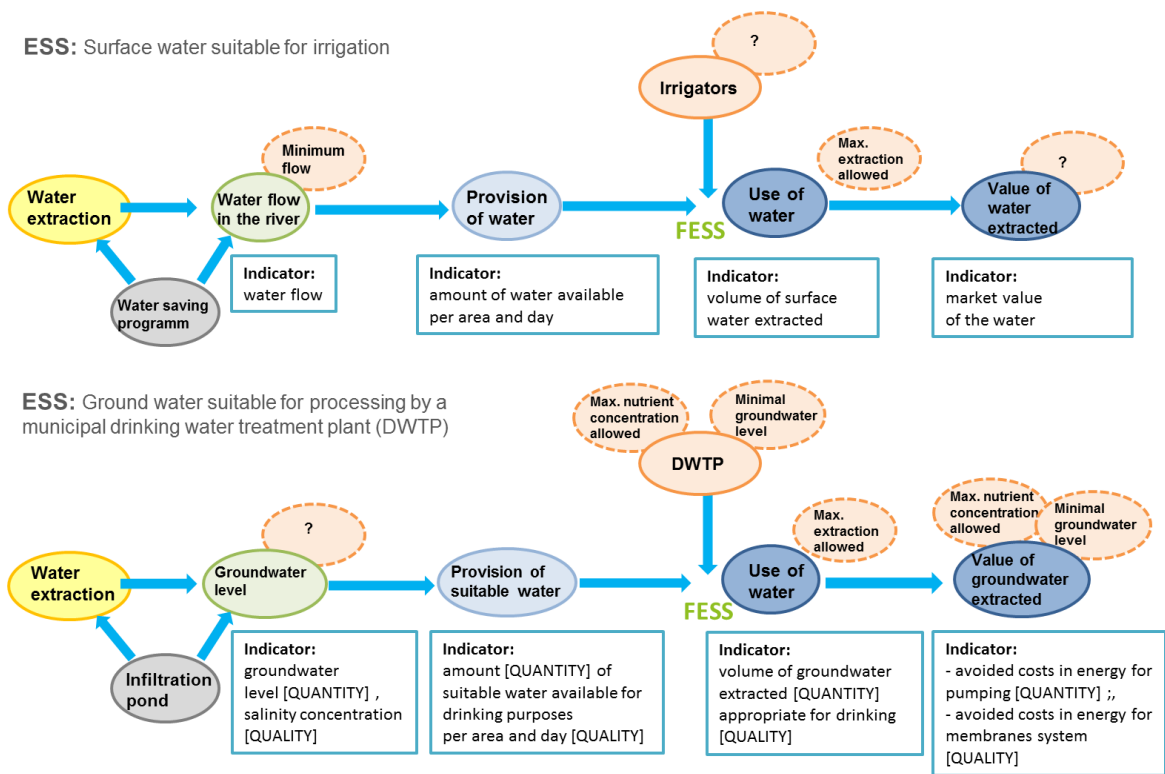 ESS: Surface water suitable for irrigation
?
Irrigators
Minimum
flow
Max.
extraction
allowed
?
Water
extraction
Water flow
in the river
Provision
of water
Use of
water
Value of
water
extracted
FESS
Water saving
programm
Indicator:
water flow
Indicator:
amount of water available
per area and day
Indicator:
volume of surface
water extracted
Indicator:
market value
of the water
ESS: Ground water suitable for processing by a
municipal drinking water treatment plant (DWTP)
Max. nutrient
concentration
allowed
Minimal
groundwater
level
DWTP
?
Max.
extraction
allowed
Max. nutrient
concentration
allowed
Minimal
groundwater
level
Water
extraction
Groundwater
level
Provision of
suitable water
Use of
water
Value of
groundwater
extracted
FESS
Infiltration
pond
Indicator:
groundwater
level [QUANTITY] ,
salinity concentration
[QUALITY]
Indicator:
amount [QUANTITY] of
suitable water available for
drinking purposes
per area and day [QUALITY]
Indicator:
volume of groundwater
extracted [QUANTITY]
appropriate for drinking
[QUALITY]
Indicator:
- avoided costs in energy for
pumping [QUANTITY] ;,
- avoided costs in energy for
membranes system
[QUALITY]